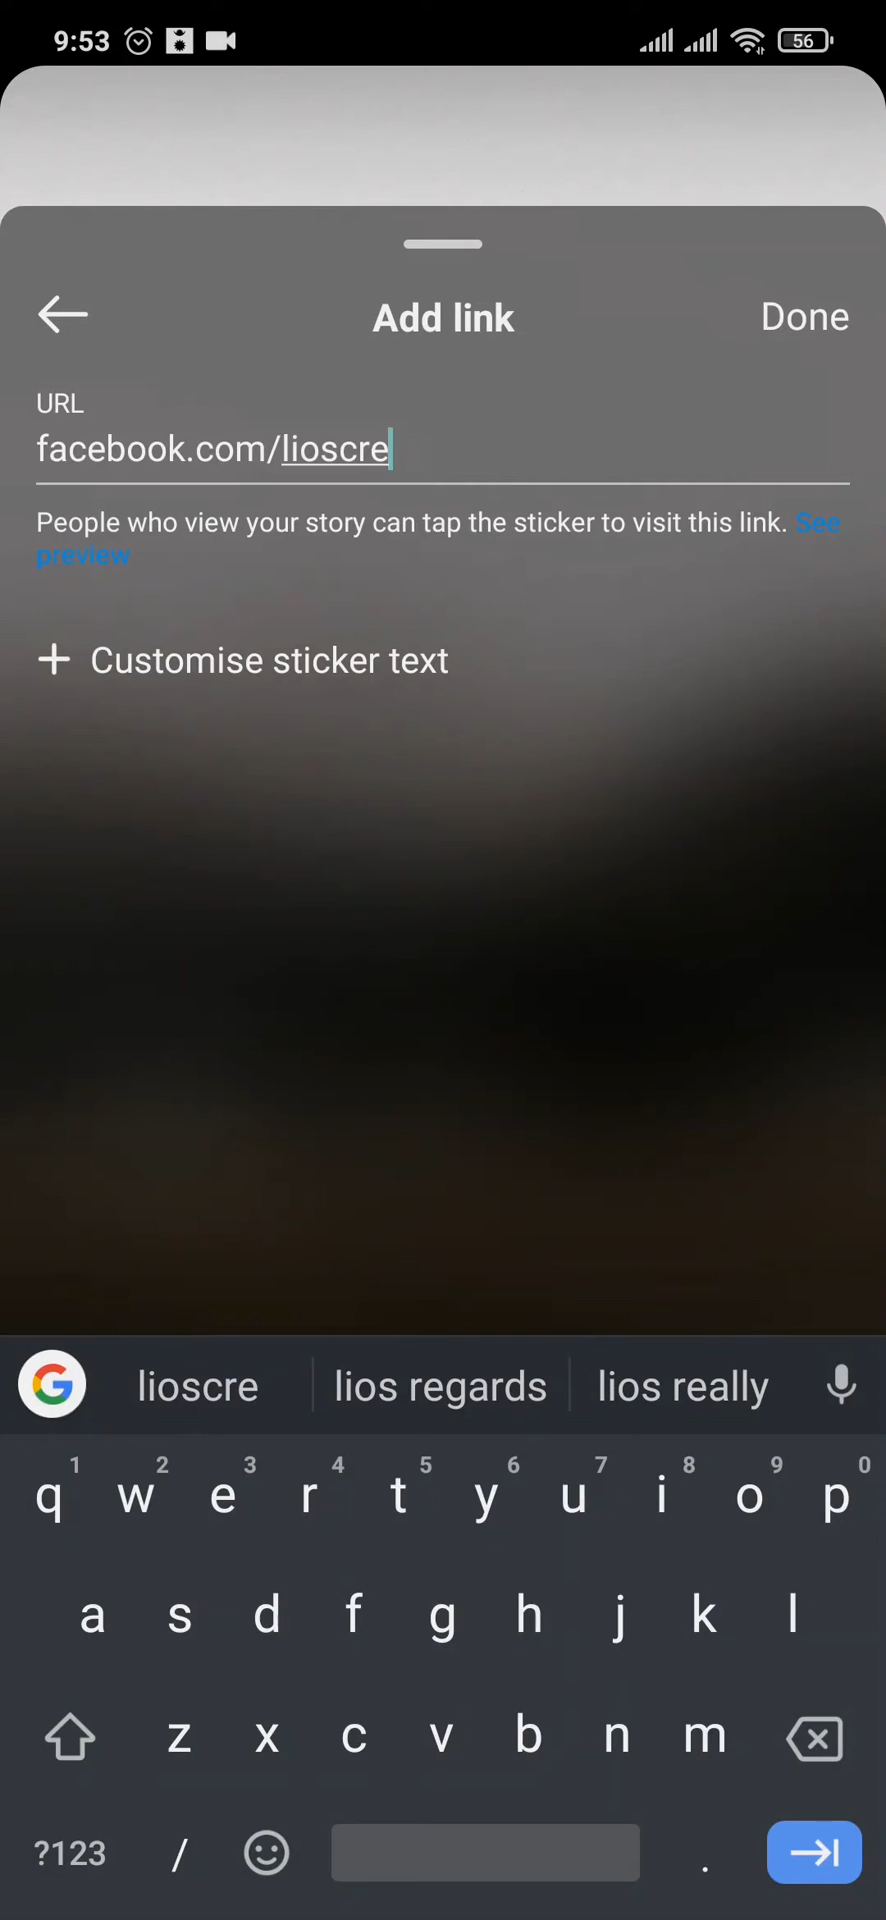 9:53 56
Add link Done
URL
facebook.com/lioscre
People who view your story can tap the sticker to visit this link. See
preview
+ Customise sticker text
G lioscre lios regards lios really
1 2 3 4 5 6 7 8 9 0
q w e r t y u i o p
a s d f g h j k l
z x c v b n m
?123 / .